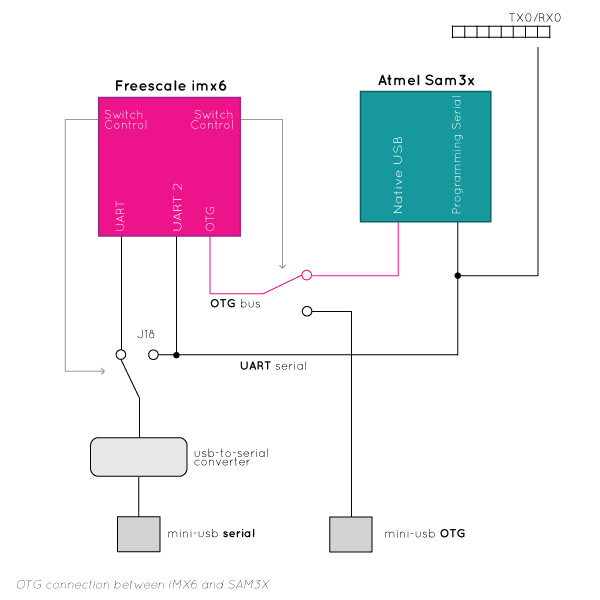 TX0/RX0
Freescale imx6
Atmel Sam3x
Switch
Control
Switch
Control
UART
UART 2
OTG
Native USB
Programming Serial
OTG bus
J18
UART serial
usb-to-serial
converter
mini-usb serial
mini-usb OTG
OTG connection between iMX6 and SAM3X